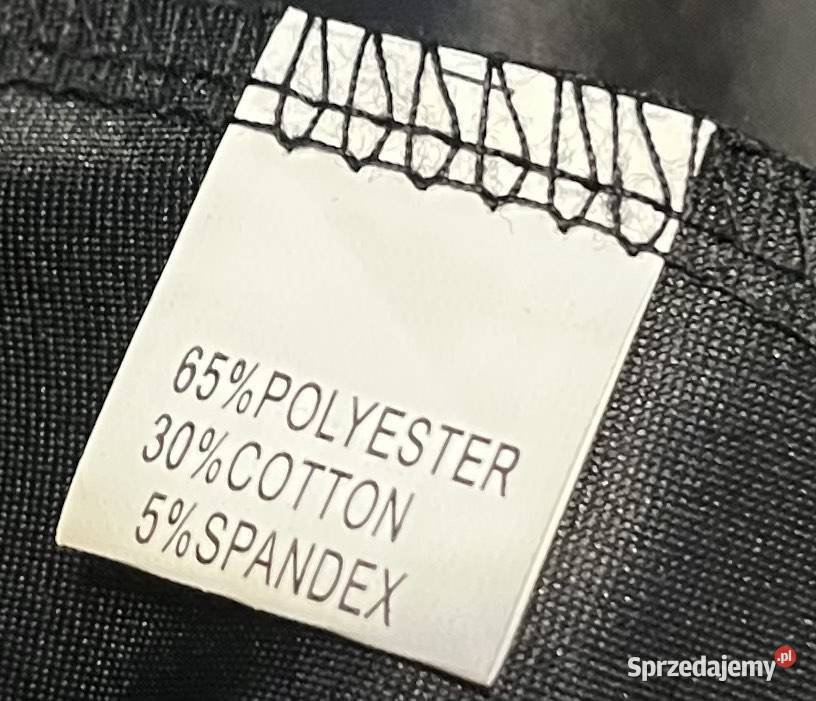 65%POLYESTER
30%COTTON
5%SPANDEX
Sprzedajemy.pl